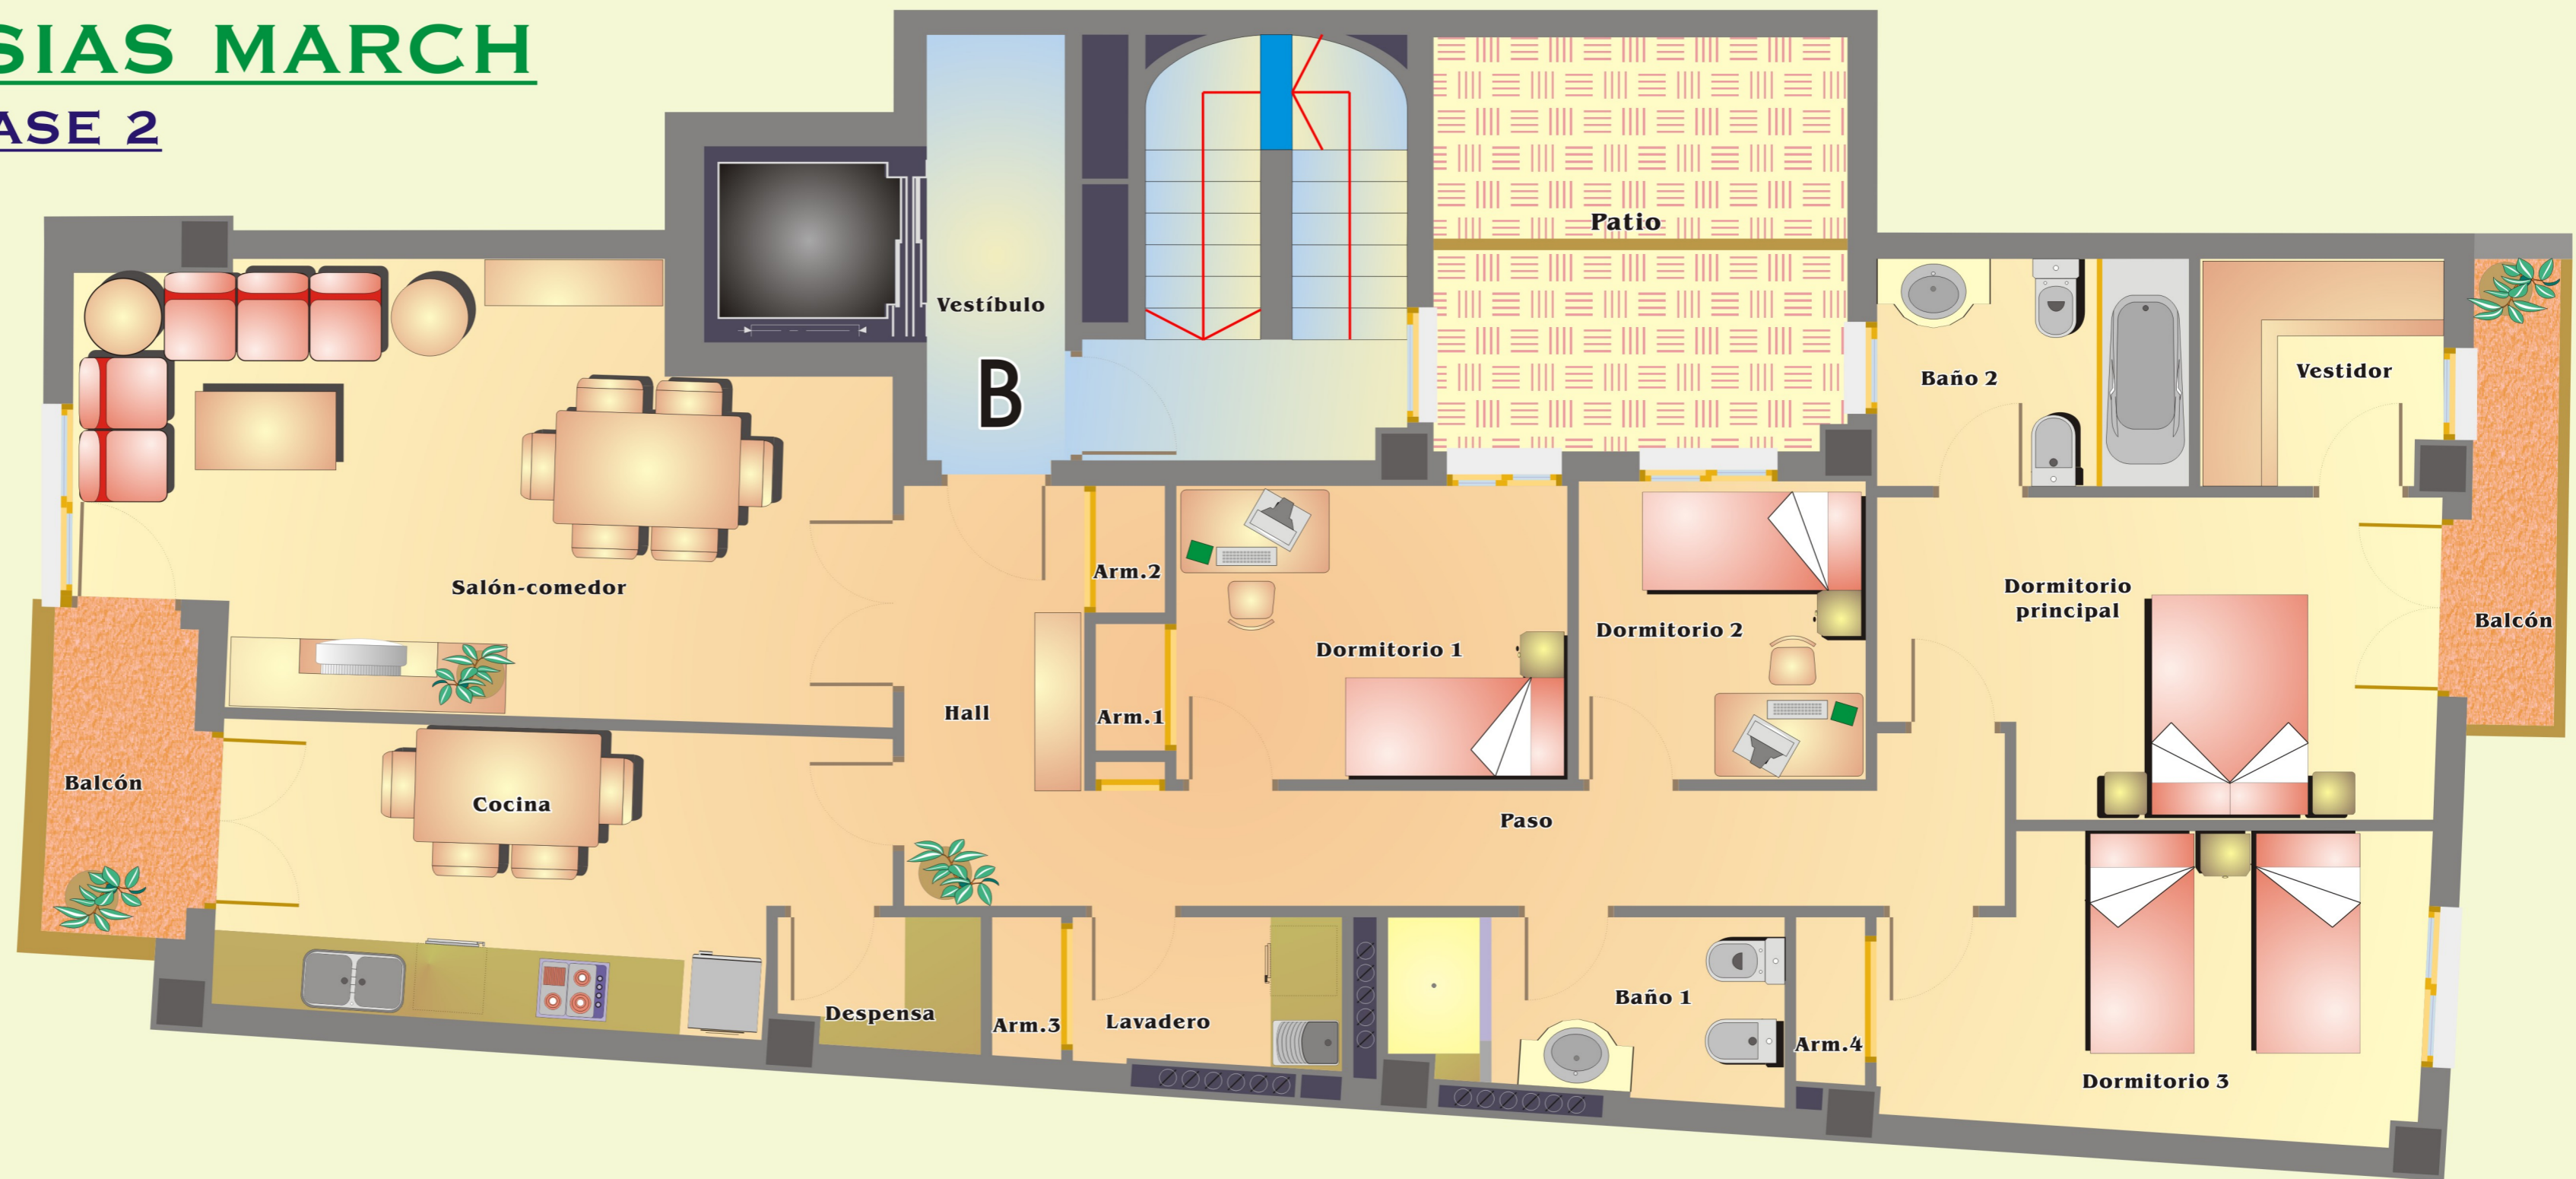 SIAS MARCH
ASE 2
Patio
Vestíbulo
B
Baño 2
Vestidor
Salón-comedor
Arm.2
Dormitorio 1
Dormitorio 2
Dormitorio
principal
Balcón
Hall
Arm.1
Balcón
Cocina
Paso
Despensa
Arm.3
Lavadero
Baño 1
Arm.4
Dormitorio 3